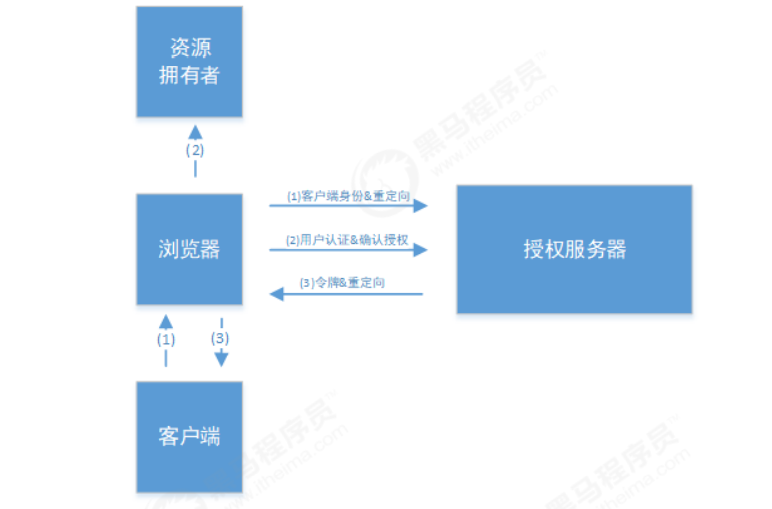 资源
拥有者
(2)
黑马程序员
www.itheima.com
(1)客户端身份&重定向
浏览器
(2)用户认证&确认授权
授权服务器
(3)令牌&重定向
(1)
(3)
客户端
黑马程序员
www.itheima.com
黑马程序员
www.itheima.com